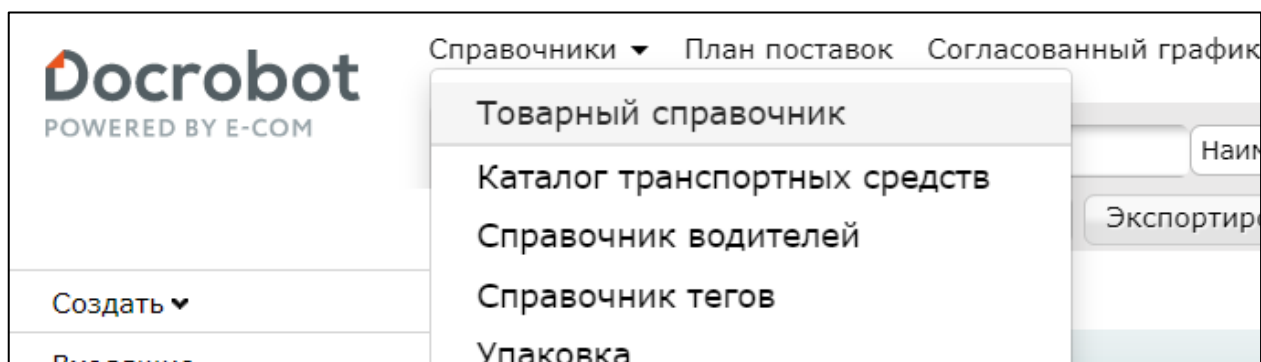 Docrobot
POWERED BY E-COM
Справочники План поставок Согласованный график
Товарный справочник
Каталог транспортных средств
Справочник водителей
Справочник тегов
Упаковка
Создать